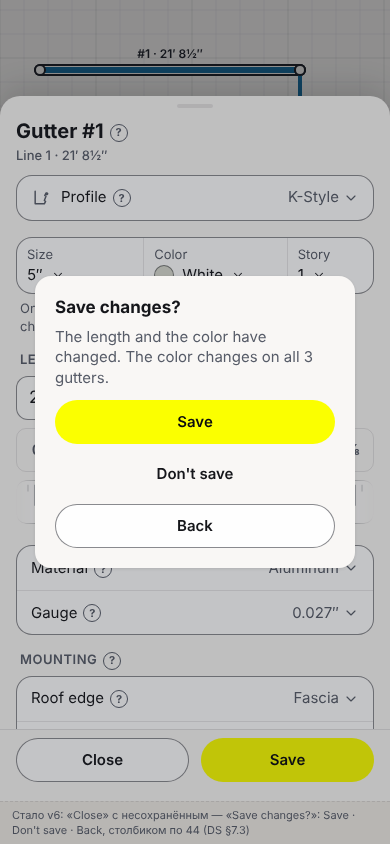 #1 · 21′ 8½″
Gutter #1 ?
Line 1 · 21′ 8½″
Profile ? K-Style
Size Color Story
5″ White 1
Save changes?
The length and the color have
changed. The color changes on all 3
gutters.
Save
Don't save
Back
Material ? Aluminum
Gauge ? 0.027″
MOUNTING ?
Roof edge ? Fascia
Close Save
Стало v6: «Close» с несохранённым — «Save changes?»: Save ·
Don't save · Back, столбиком по 44 (DS §7.3)